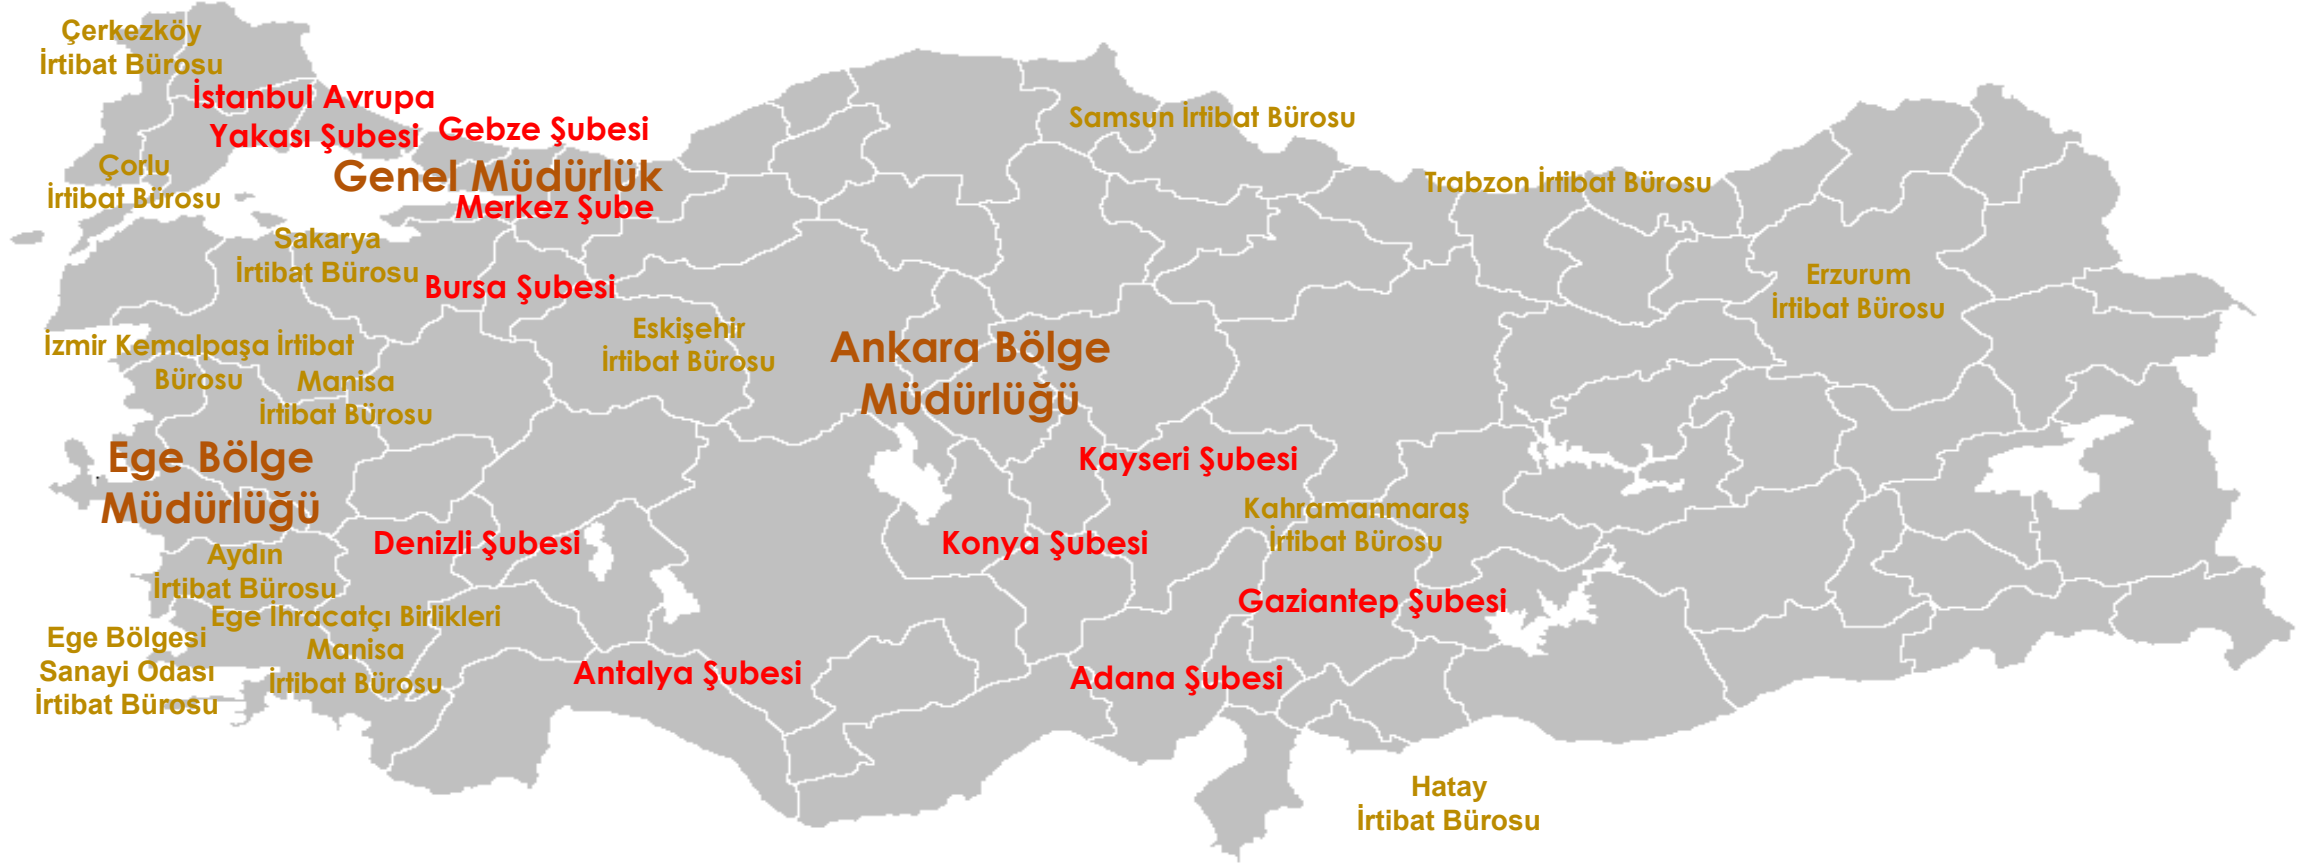 Çerkezköy
İrtibat Bürosu
İstanbul Avrupa
Yakası Şubesi
Gebze Şubesi
Genel Müdürlük
Merkez Şube
Çorlu
İrtibat Bürosu
Samsun İrtibat Bürosu
Trabzon İrtibat Bürosu
Sakarya
İrtibat Bürosu
Bursa Şubesi
Erzurum
İrtibat Bürosu
Eskişehir
İrtibat Bürosu
Ankara Bölge
Müdürlüğü
İzmir Kemalpaşa İrtibat
Bürosu
Manisa
İrtibat Bürosu
Ege Bölge
Müdürlüğü
Kayseri Şubesi
Kahramanmaraş
İrtibat Bürosu
Denizli Şubesi
Konya Şubesi
Aydın
İrtibat Bürosu
Gaziantep Şubesi
Ege İhracatçı Birlikleri
Manisa
İrtibat Bürosu
Ege Bölgesi
Sanayi Odası
İrtibat Bürosu
Antalya Şubesi
Adana Şubesi
Hatay
İrtibat Bürosu